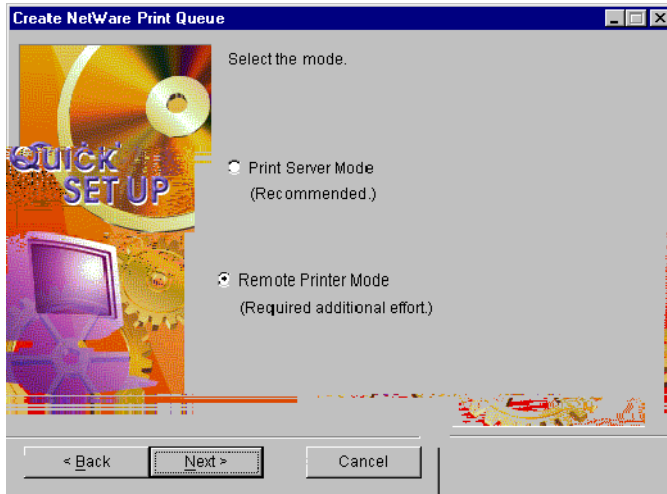 Create NetWare Print Queue
Select the mode.
QUICK
SET UP
Print Server Mode
(Recommended.)
Remote Printer Mode
(Required additional effort.)
< Back
Next >
Cancel